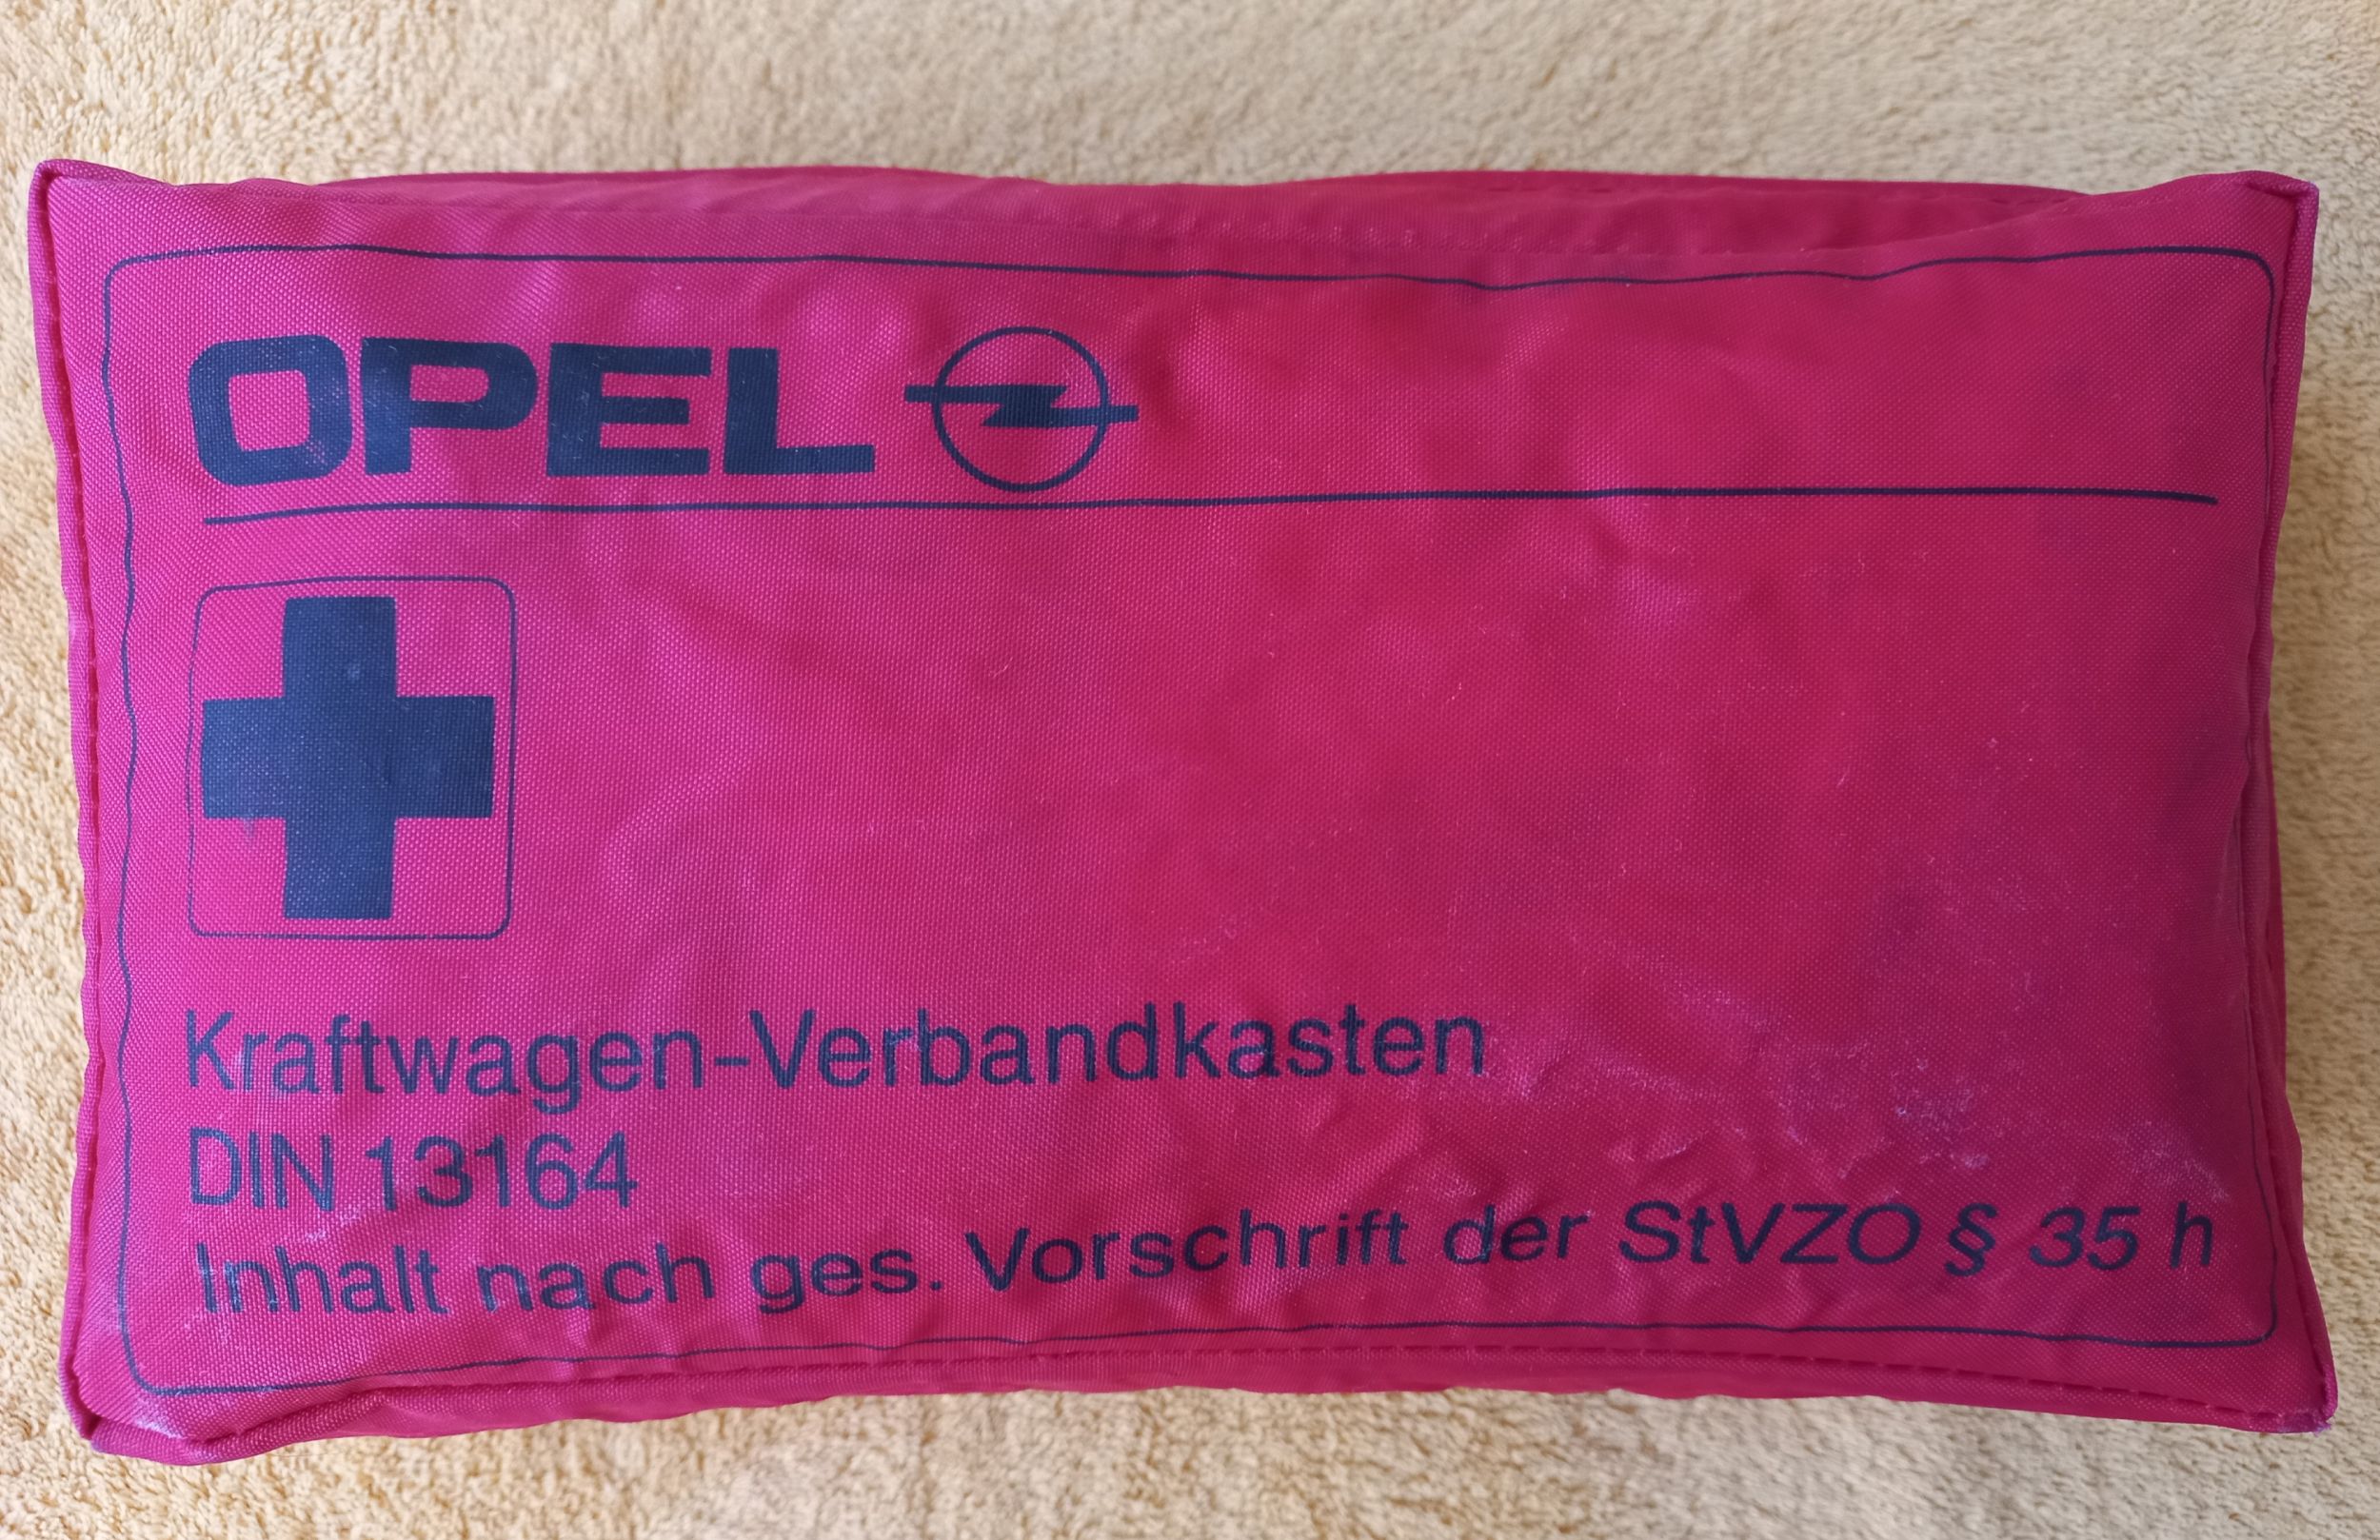 OPEL
Kraftwagen-Verbandkasten
DIN 13164
Inhalt nach ges. Vorschrift der StVZO § 35 h